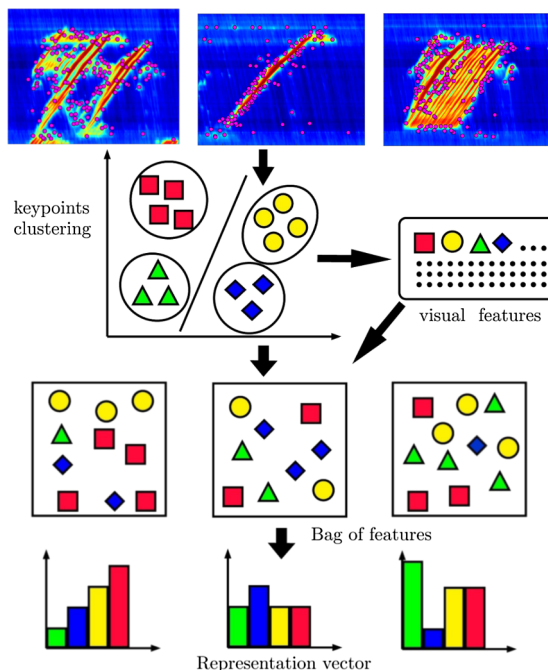 keypoints
clustering
visual features
Bag of features
Representation vector